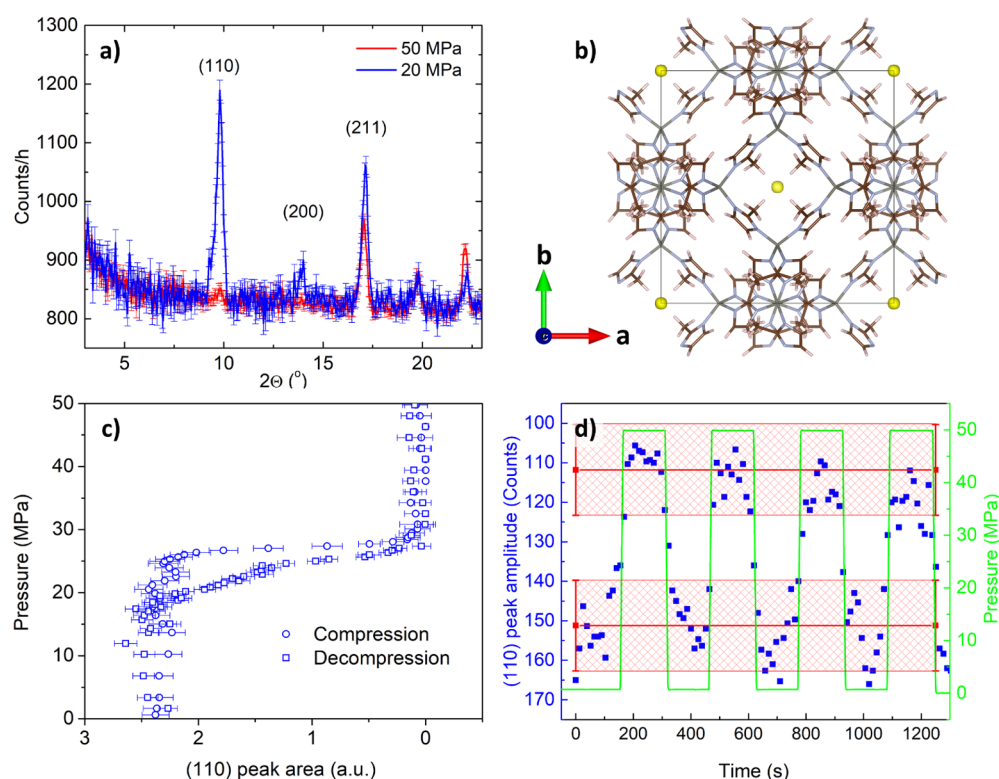 a)
50 MPa
20 MPa
(110)
(200)
(211)
1300
1200
1100
1000
900
800
Counts/h
5
10
15
20
2Θ (°)
b)
b
a
c)
50
40
30
20
10
0
Pressure (MPa)
Compression
Decompression
3
2
1
0
(110) peak area (a.u.)
d)
100
110
120
130
140
150
160
170
(110) peak amplitude (Counts)
50
40
30
20
10
0
Pressure (MPa)
0
200
400
600
800
1000
1200
Time (s)